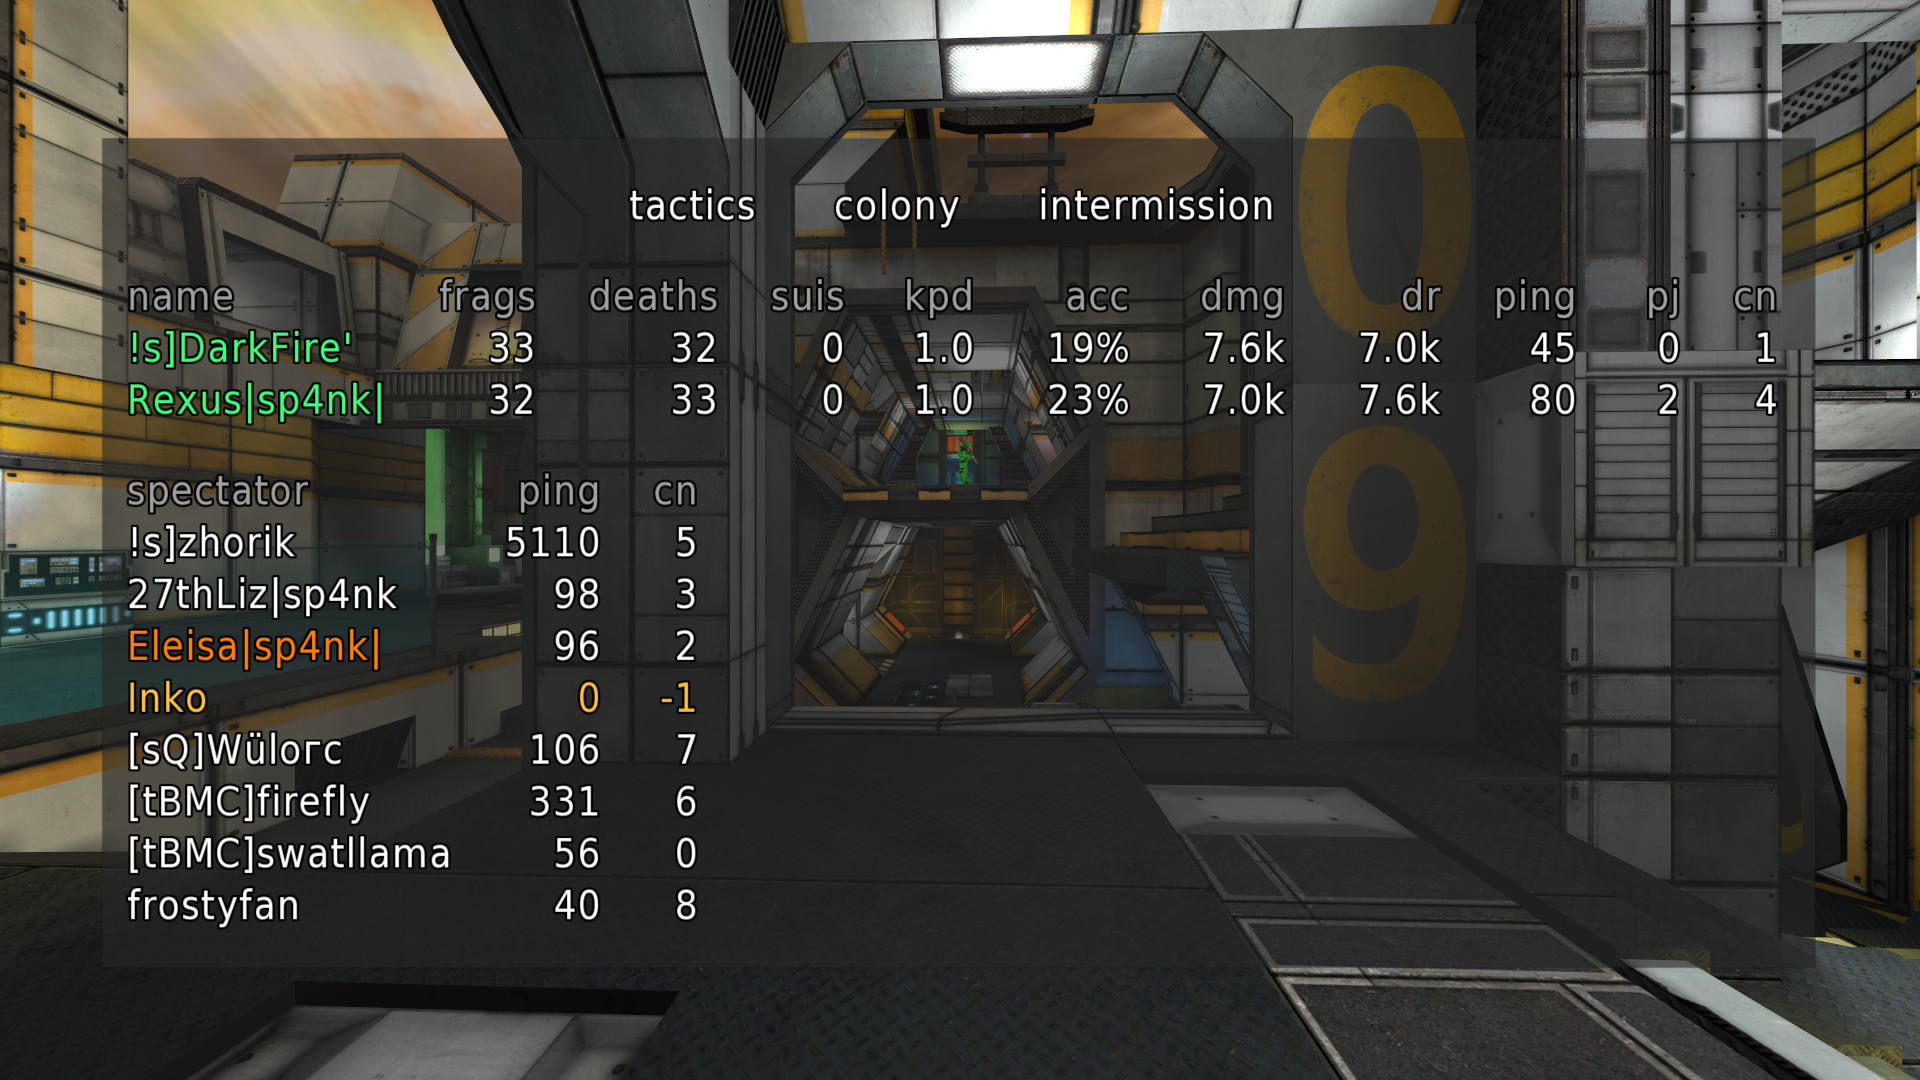 tactics colony intermission
name frags deaths suis kpd acc dmg dr ping pj cn
!s]DarkFire' 33 32 0 1.0 19% 7.6k 7.0k 45 0 1
Rexus|sp4nk| 32 33 0 1.0 23% 7.0k 7.6k 80 2 4
spectator ping cn
!s]zhorik 5110 5
27thLiz|sp4nk 98 3
Eleisa|sp4nk| 96 2
Inko 0 -1
[sQ]Wülorc 106 7
[tBMC]firefly 331 6
[tBMC]swatllama 56 0
frostyfan 40 8
09